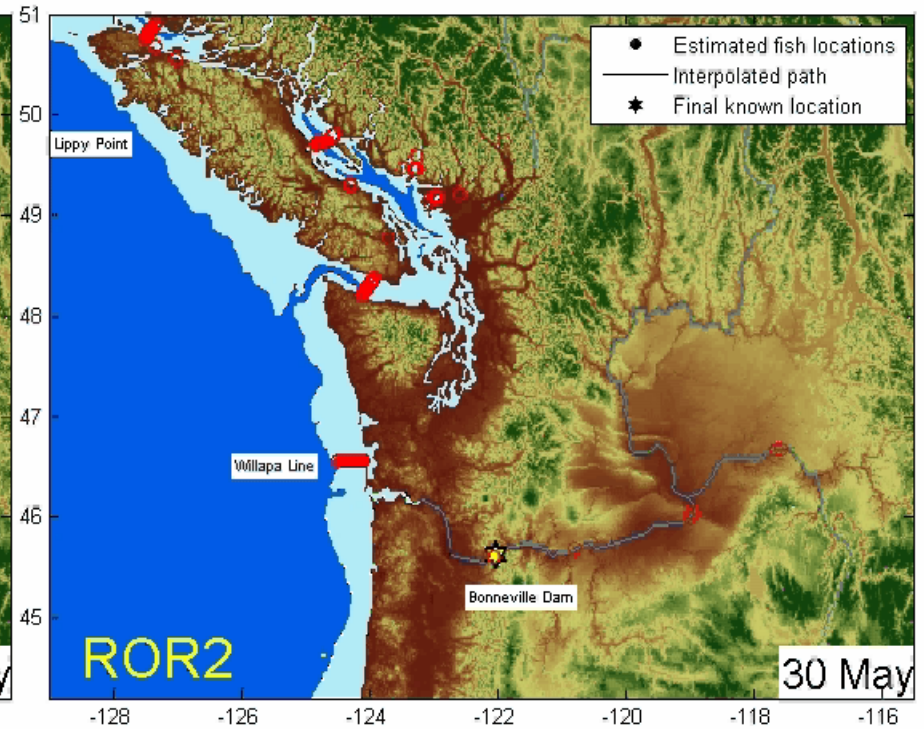 51
50
49
48
47
46
45
Estimated fish locations
Interpolated path
Final known location
Lippy Point
Willapa Line
Bonneville Dam
ROR2
30 May
y
-128
-126
-124
-122
-120
-118
-116